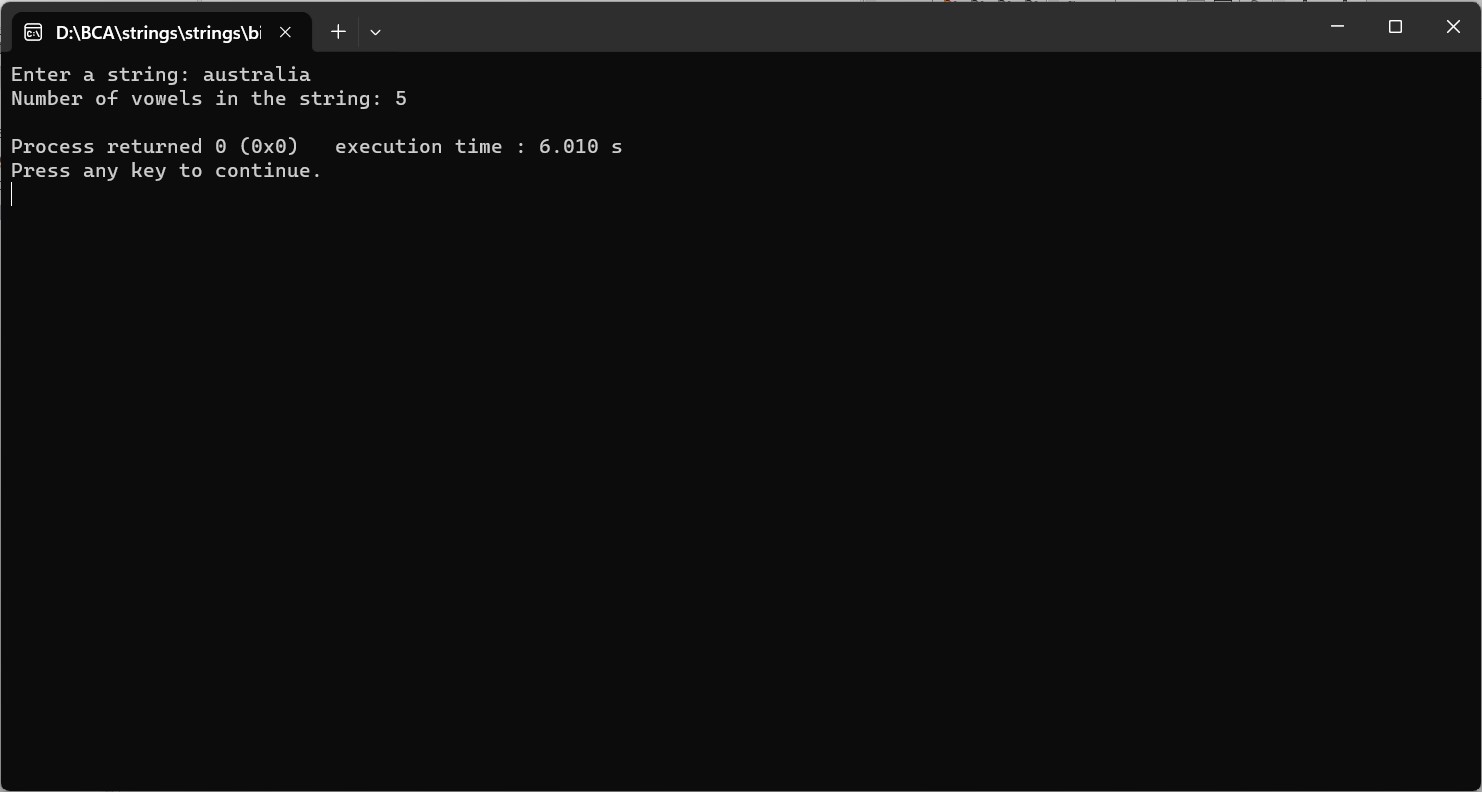 D:\BCA\strings\strings\bi
Enter a string: australia
Number of vowels in the string: 5
Process returned 0 (0x0)   execution time : 6.010 s
Press any key to continue.